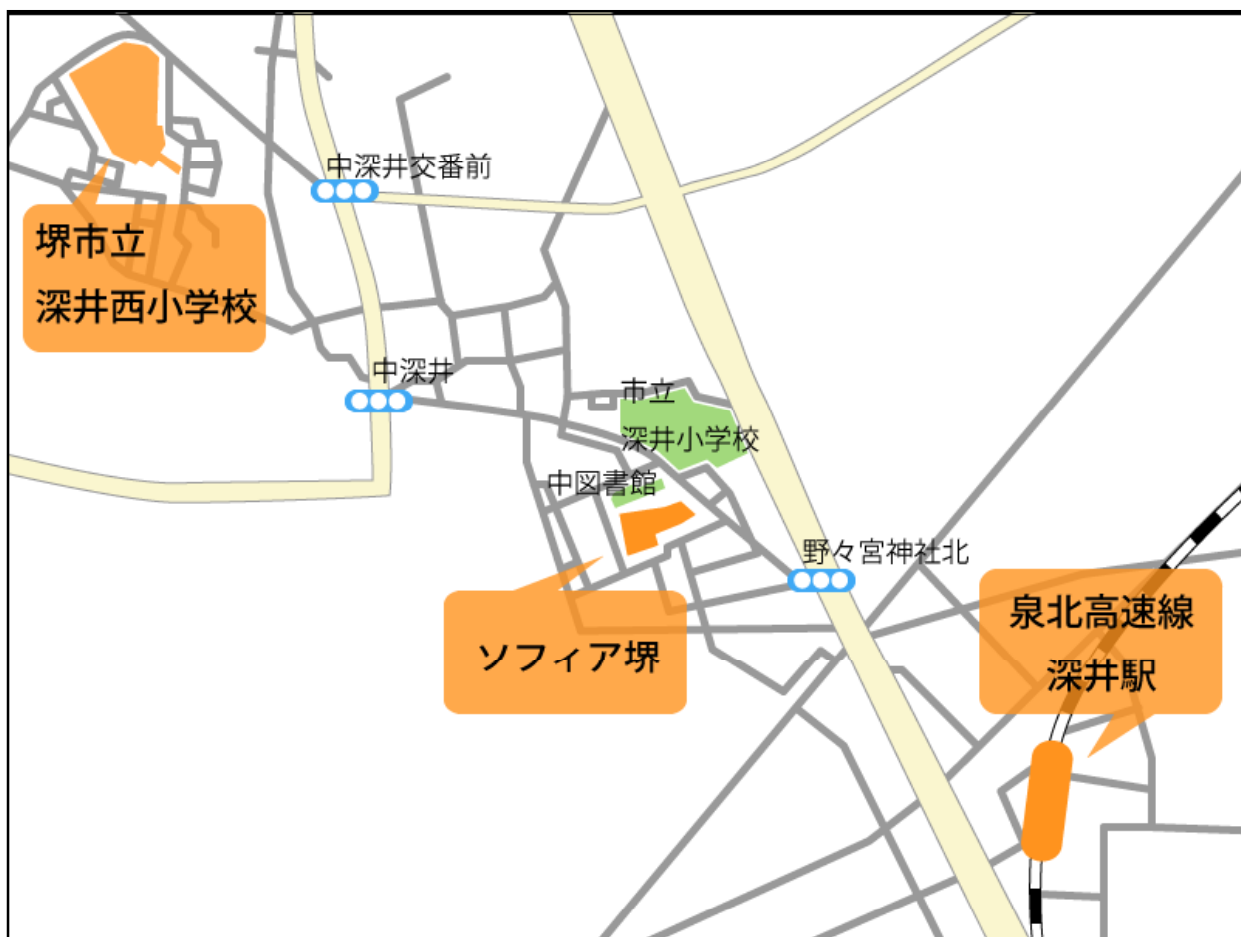 中深井交番前
堺市立
深井西小学校
中深井
市立
深井小学校
中図書館
野々宮神社北
ソフィア堺
泉北高速線
深井駅